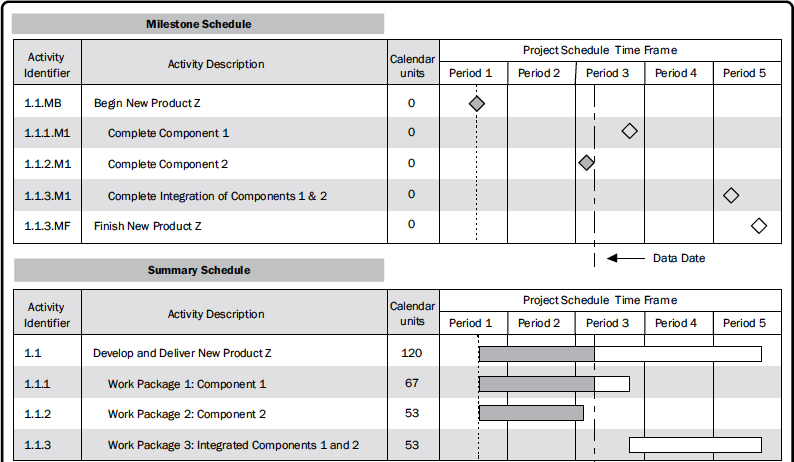 Milestone Schedule
Activity Identifier
Activity Description
Calendar units
Project Schedule Time Frame
Period 1 Period 2 Period 3 Period 4 Period 5
1.1.MB Begin New Product Z 0
1.1.1.M1 Complete Component 1 0
1.1.2.M1 Complete Component 2 0
1.1.3.M1 Complete Integration of Components 1 & 2 0
1.1.3.MF Finish New Product Z 0
Data Date
Summary Schedule
Activity Identifier
Activity Description
Calendar units
Project Schedule Time Frame
Period 1 Period 2 Period 3 Period 4 Period 5
1.1 Develop and Deliver New Product Z 120
1.1.1 Work Package 1: Component 1 67
1.1.2 Work Package 2: Component 2 53
1.1.3 Work Package 3: Integrated Components 1 and 2 53